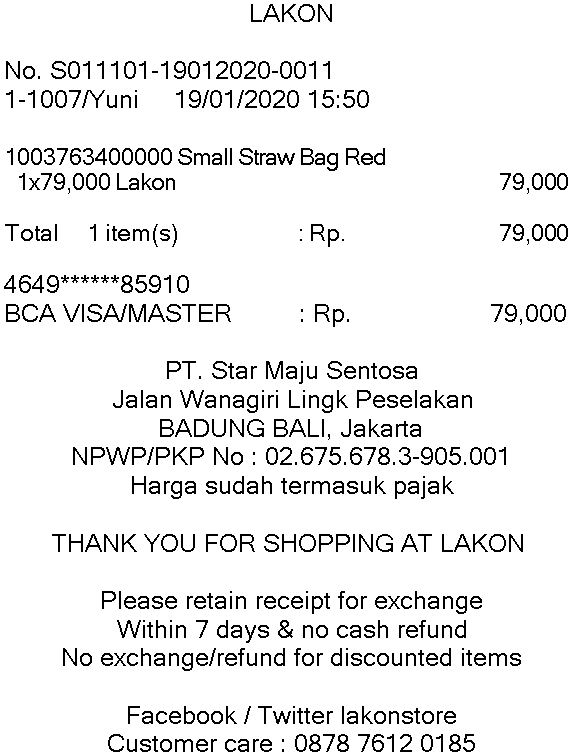 LAKON
No. S011101-19012020-0011
1-1007/Yuni 19/01/2020 15:50
1003763400000 Small Straw Bag Red
1x79,000 Lakon 79,000
Total 1 item(s) : Rp. 79,000
4649******85910
BCA VISA/MASTER : Rp. 79,000
PT. Star Maju Sentosa
Jalan Wanagiri Lingk Peselakan
BADUNG BALI, Jakarta
NPWP/PKP No : 02.675.678.3-905.001
Harga sudah termasuk pajak
THANK YOU FOR SHOPPING AT LAKON
Please retain receipt for exchange
Within 7 days & no cash refund
No exchange/refund for discounted items
Facebook / Twitter lakonstore
Customer care : 0878 7612 0185